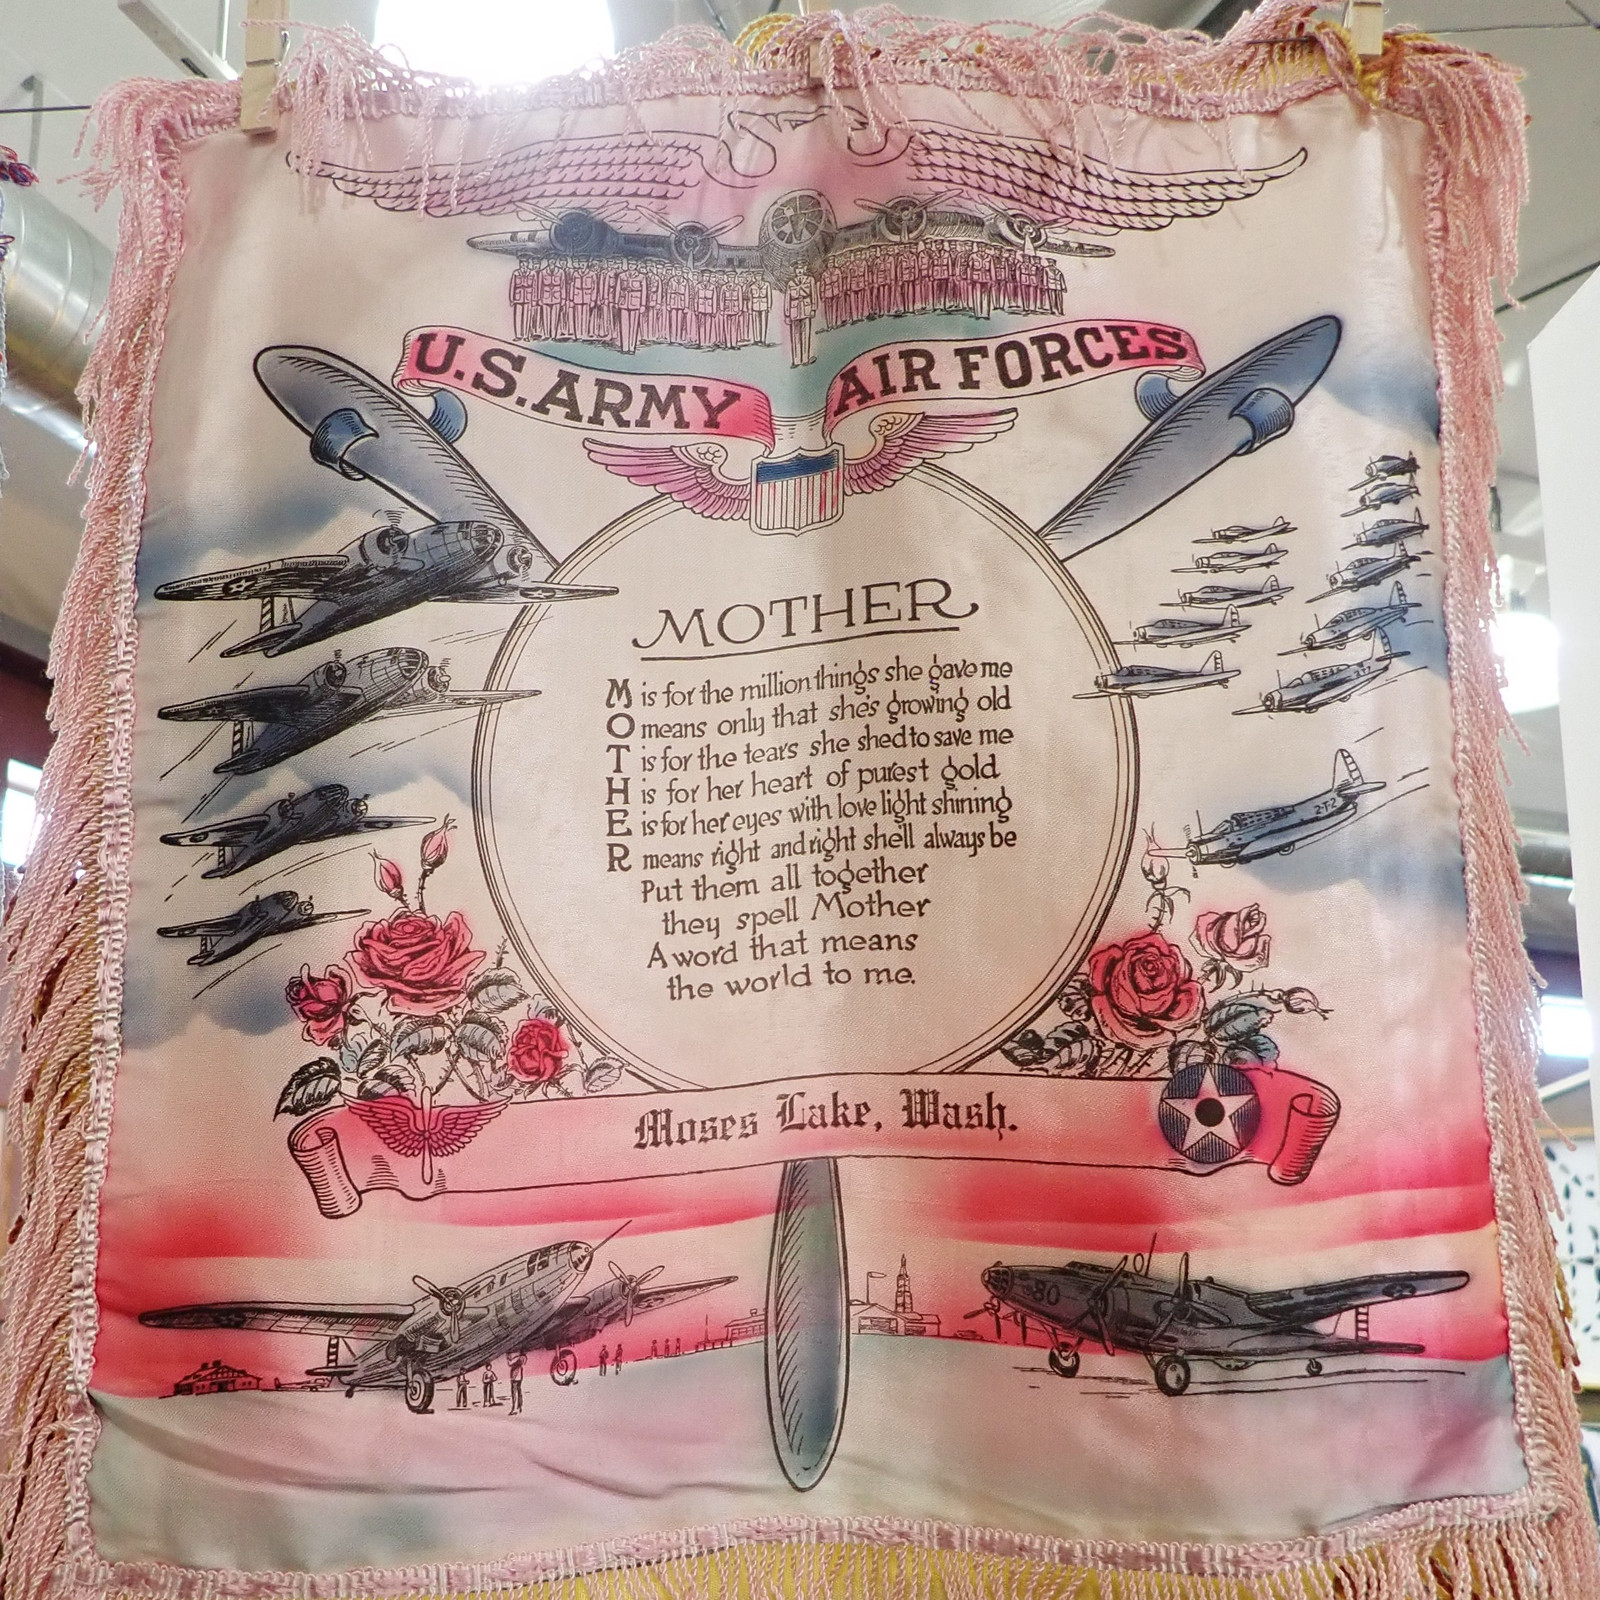 U.S. ARMY AIR FORCES
MOTHER
M is for the million things she gave me
O means only that she's growing old
T is for the tears she shed to save me
H is for her heart of purest gold
E is for her eyes with love light shining
R means right and right she'll always be
Put them all together
they spell Mother
A word that means
the world to me.
Moses Lake, Wash.
2-T-2
80